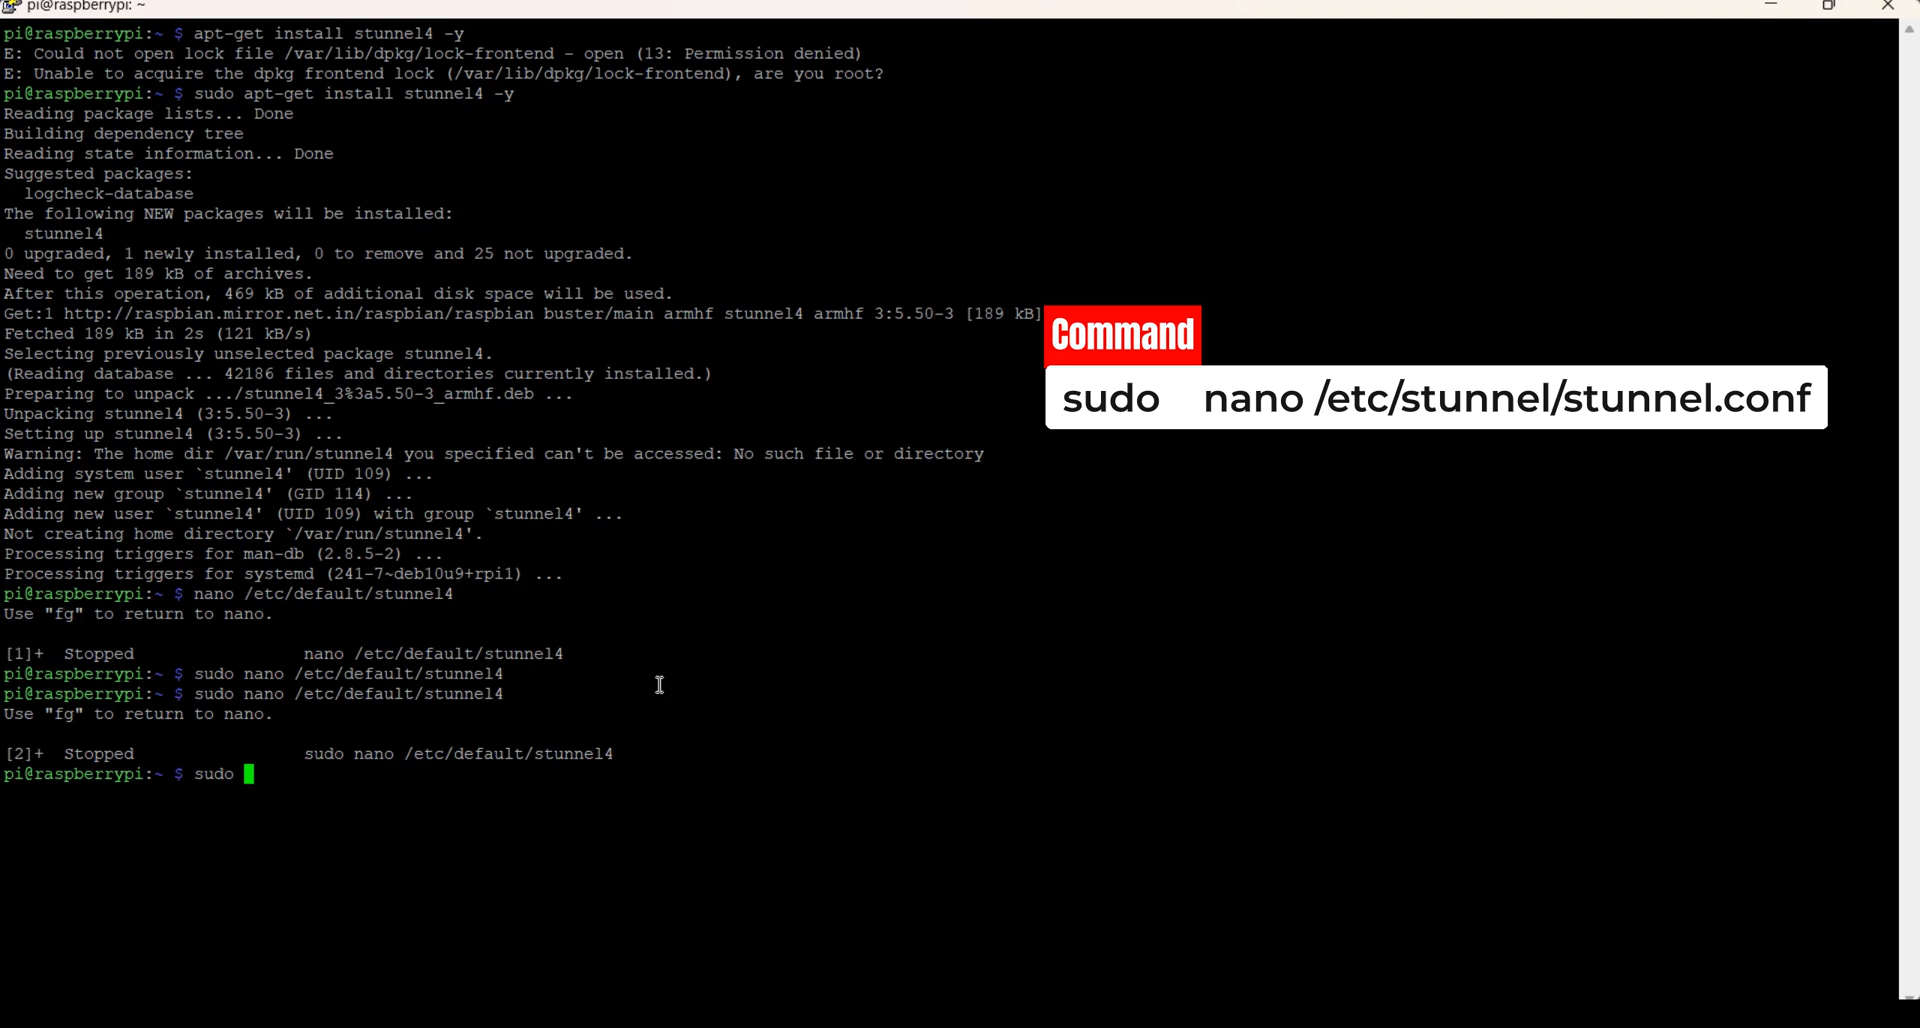 pi@raspberrypi: ~
pi@raspberrypi:~ $ apt-get install stunnel4 -y
E: Could not open lock file /var/lib/dpkg/lock-frontend - open (13: Permission denied)
E: Unable to acquire the dpkg frontend lock (/var/lib/dpkg/lock-frontend), are you root?
pi@raspberrypi:~ $ sudo apt-get install stunnel4 -y
Reading package lists... Done
Building dependency tree
Reading state information... Done
Suggested packages:
  logcheck-database
The following NEW packages will be installed:
  stunnel4
0 upgraded, 1 newly installed, 0 to remove and 25 not upgraded.
Need to get 189 kB of archives.
After this operation, 469 kB of additional disk space will be used.
Get:1 http://raspbian.mirror.net.in/raspbian/raspbian buster/main armhf stunnel4 armhf 3:5.50-3 [189 kB]
Fetched 189 kB in 2s (121 kB/s)
Selecting previously unselected package stunnel4.
(Reading database ... 42186 files and directories currently installed.)
Preparing to unpack .../stunnel4_3%3a5.50-3_armhf.deb ...
Unpacking stunnel4 (3:5.50-3) ...
Setting up stunnel4 (3:5.50-3) ...
Warning: The home dir /var/run/stunnel4 you specified can't be accessed: No such file or directory
Adding system user `stunnel4' (UID 109) ...
Adding new group `stunnel4' (GID 114) ...
Adding new user `stunnel4' (UID 109) with group `stunnel4' ...
Not creating home directory `/var/run/stunnel4'.
Processing triggers for man-db (2.8.5-2) ...
Processing triggers for systemd (241-7~deb10u9+rpi1) ...
pi@raspberrypi:~ $ nano /etc/default/stunnel4
Use "fg" to return to nano.
[1]+  Stopped                 nano /etc/default/stunnel4
pi@raspberrypi:~ $ sudo nano /etc/default/stunnel4
pi@raspberrypi:~ $ sudo nano /etc/default/stunnel4
Use "fg" to return to nano.
[2]+  Stopped                 sudo nano /etc/default/stunnel4
pi@raspberrypi:~ $ sudo
Command
sudo nano /etc/stunnel/stunnel.conf